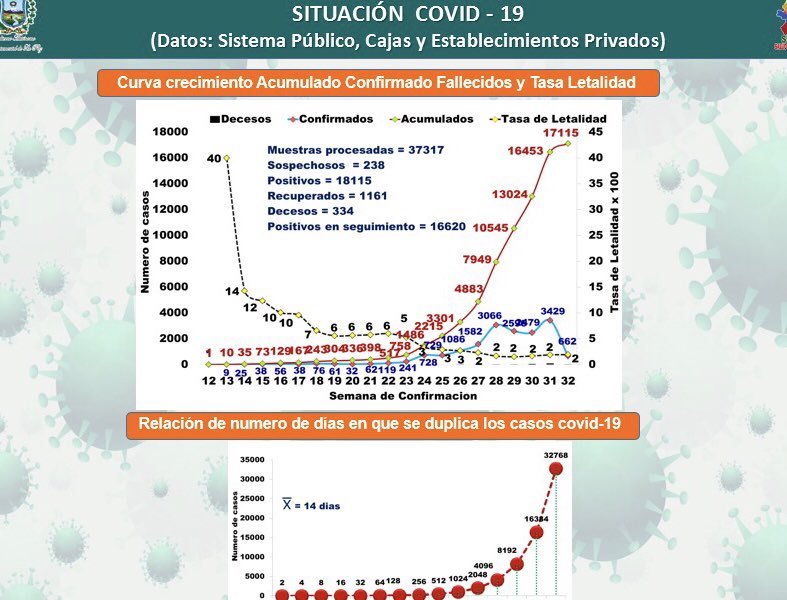 SITUACIÓN COVID - 19
(Datos: Sistema Público, Cajas y Establecimientos Privados)
Curva crecimiento Acumulado Confirmado Fallecidos y Tasa Letalidad
Decesos Confirmados Acumulados Tasa de Letalidad
Muestras procesadas = 37317
Sospechosos = 238
Positivos = 18115
Recuperados = 1161
Decesos = 334
Positivos en seguimiento = 16620
Numero de casos
18000
16000
14000
12000
10000
8000
6000
4000
2000
0
Tasa de Letalidad x 100
45
40
35
30
25
20
15
10
5
0
40 14 12 10 10 7 6 6 6 6 5 3 3 3 2 2 2 2 2 2
1 10 35 73 129 167 243 304 336 398 517 758 1486 2215 3301 4883 7949 10545 13024 16453 17115
9 25 38 56 38 76 61 32 62 119 241 728 729 1086 1582 3066 2596 2479 3429 662
12 13 14 15 16 17 18 19 20 21 22 23 24 25 26 27 28 29 30 31 32
Semana de Confirmacion
Relación de numero de días en que se duplica los casos covid-19
Numero de casos
35000
30000
25000
20000
15000
10000
5000
0
X = 14 dias
2 4 8 16 32 64 128 256 512 1024 2048 4096 8192 16384 32768